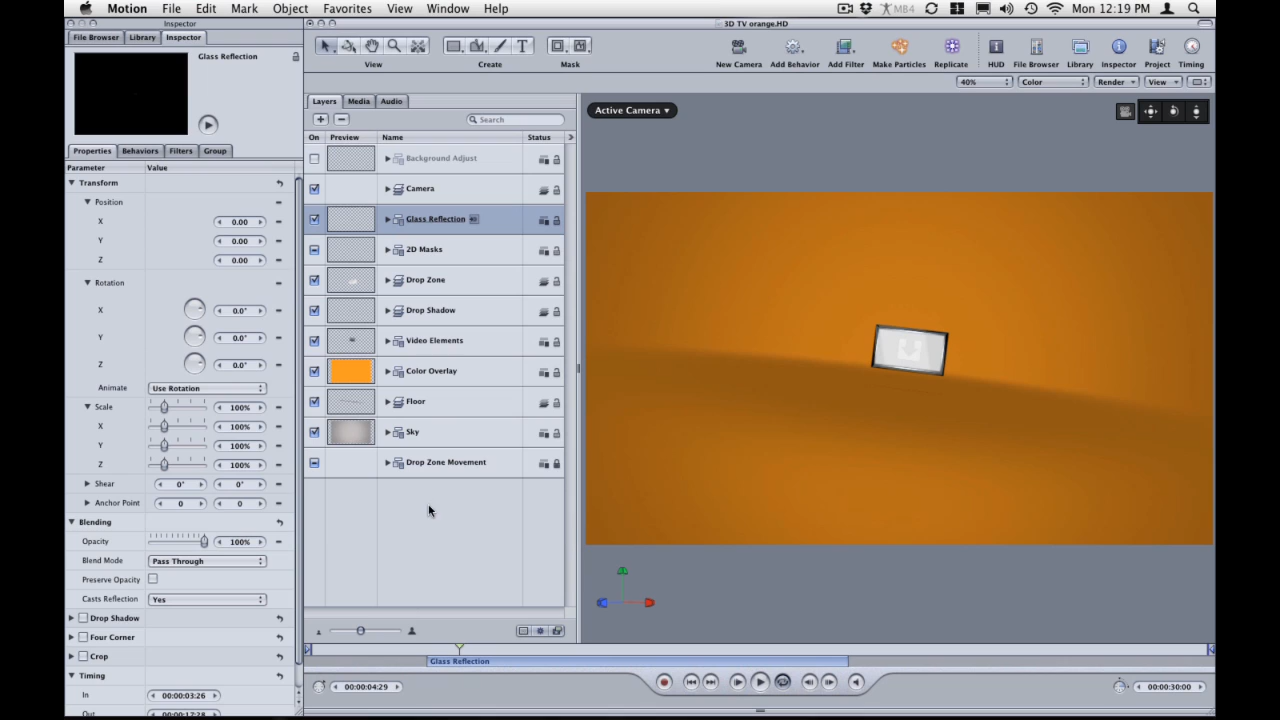 Motion File Edit Mark Object Favorites View Window Help MB4 Mon 12:19 PM
Inspector 3D TV orange.HD
File Browser Library Inspector
Glass Reflection
View Create Mask New Camera Add Behavior Add Filter Make Particles Replicate HUD File Browser Library Inspector Project Timing
40% Color Render View
Layers Media Audio
Active Camera
Search
On Preview Name Status
Properties Behaviors Filters Group
Parameter Value
Transform
Position
X 0.00
Y 0.00
Z 0.00
Rotation
X 0.0°
Y 0.0°
Z 0.0°
Animate Use Rotation
Scale 100%
X 100%
Y 100%
Z 100%
Shear 0° 0°
Anchor Point 0 0
Blending
Opacity 100%
Blend Mode Pass Through
Preserve Opacity
Casts Reflection Yes
Drop Shadow
Four Corner
Crop
Timing
In 00:00:03:26
Out 00:00:17:28
Background Adjust
Camera
Glass Reflection
2D Masks
Drop Zone
Drop Shadow
Video Elements
Color Overlay
Floor
Sky
Drop Zone Movement
Glass Reflection
00:00:04:29 00:00:30:00